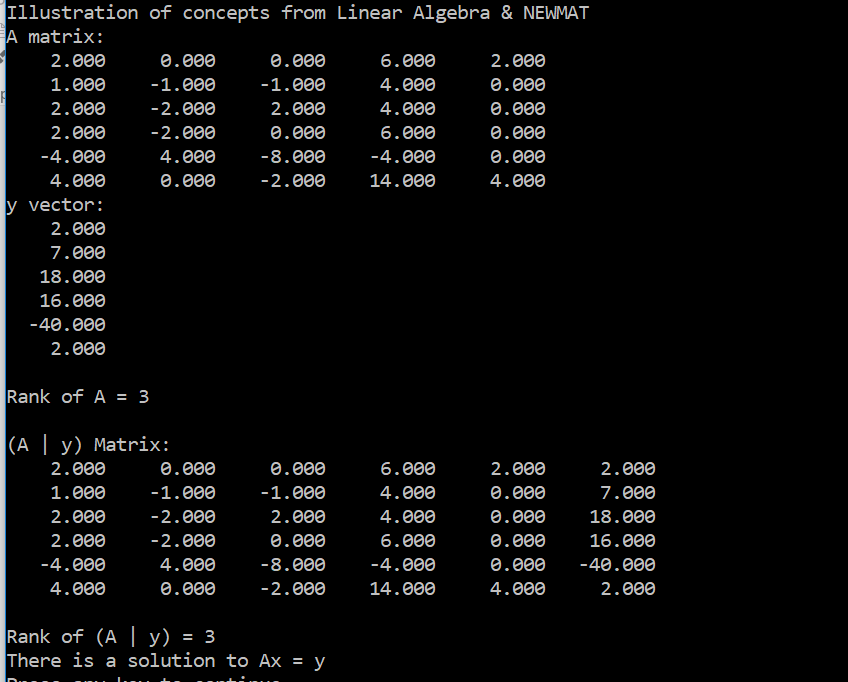 Illustration of concepts from Linear Algebra & NEWMAT
A matrix:
2.000 0.000 0.000 6.000 2.000
1.000 -1.000 -1.000 4.000 0.000
2.000 -2.000 2.000 4.000 0.000
2.000 -2.000 0.000 6.000 0.000
-4.000 4.000 -8.000 -4.000 0.000
4.000 0.000 -2.000 14.000 4.000
y vector:
2.000
7.000
18.000
16.000
-40.000
2.000
Rank of A = 3
(A | y) Matrix:
2.000 0.000 0.000 6.000 2.000 2.000
1.000 -1.000 -1.000 4.000 0.000 7.000
2.000 -2.000 2.000 4.000 0.000 18.000
2.000 -2.000 0.000 6.000 0.000 16.000
-4.000 4.000 -8.000 -4.000 0.000 -40.000
4.000 0.000 -2.000 14.000 4.000 2.000
Rank of (A | y) = 3
There is a solution to Ax = y
Press any key to continue